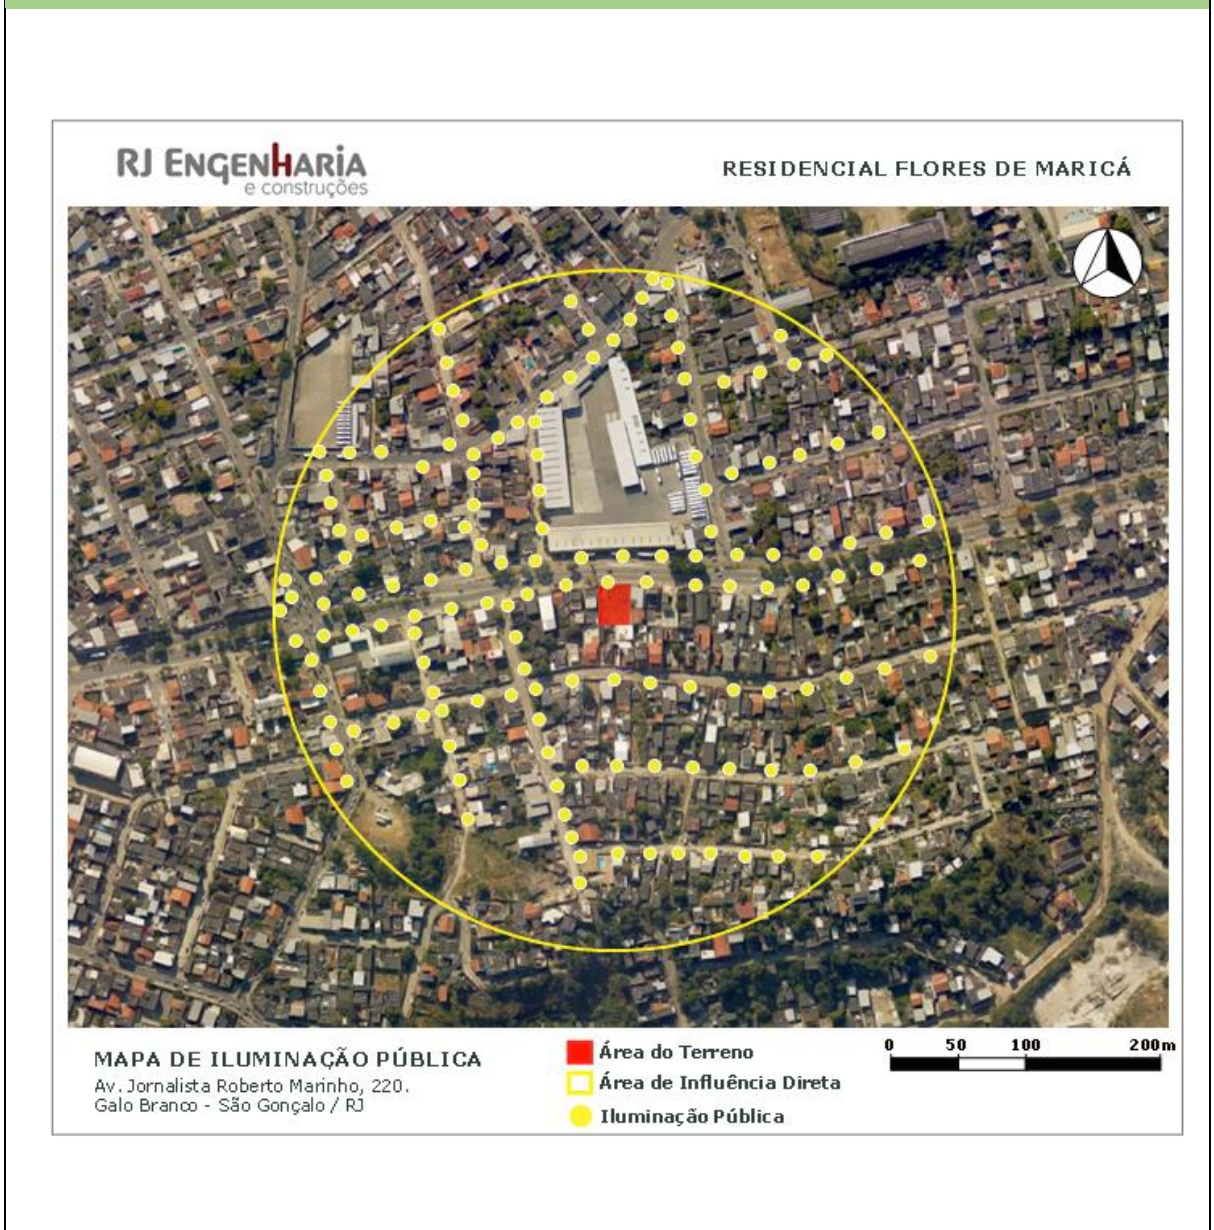 RJ ENGENHARIA
e construções
RESIDENCIAL FLORES DE MARICÁ
MAPA DE ILUMINAÇÃO PÚBLICA
Av. Jornalista Roberto Marinho, 220.
Galo Branco - São Gonçalo / RJ
Área do Terreno
Área de Influência Direta
Iluminação Pública
0 50 100 200m